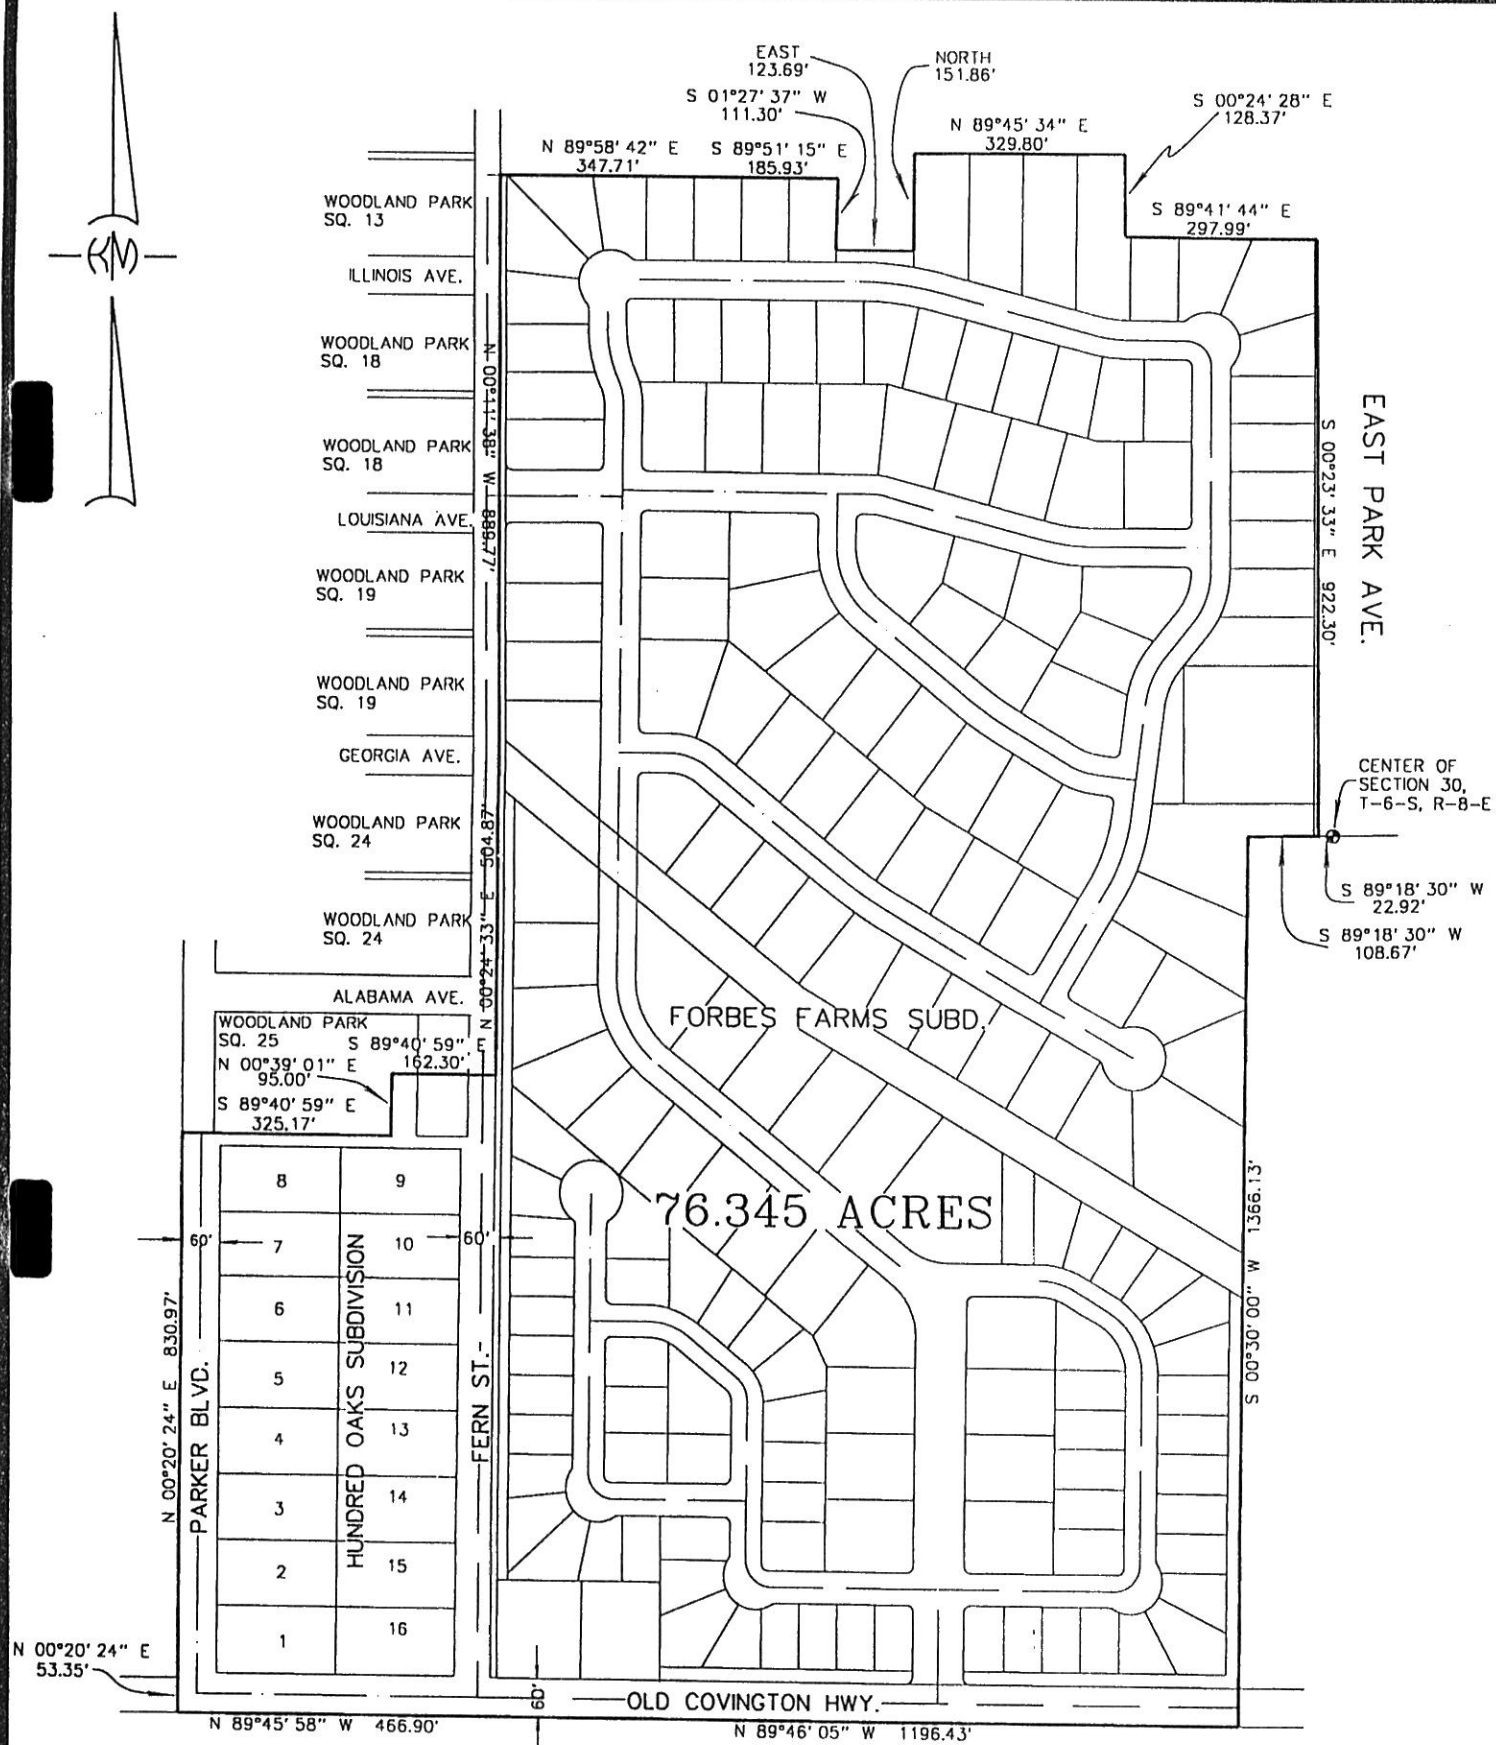 EAST
123.69'
NORTH
151.86'
S 01°27' 37" W
111.30'
S 00°24' 28" E
128.37'
N 89°58' 42" E
347.71'
S 89°51' 15" E
185.93'
N 89°45' 34" E
329.80'
S 89°41' 44" E
297.99'
WOODLAND PARK
SQ. 13
KM
ILLINOIS AVE.
WOODLAND PARK
SQ. 18
N 00°11' 38" W 889.77'
WOODLAND PARK
SQ. 18
LOUISIANA AVE.
WOODLAND PARK
SQ. 19
EAST PARK AVE.
S 00°23' 33" E 922.30'
WOODLAND PARK
SQ. 19
GEORGIA AVE.
CENTER OF
SECTION 30,
T-6-S, R-8-E
WOODLAND PARK
SQ. 24
N 00°24' 33" E 504.87'
S 89°18' 30" W
22.92'
WOODLAND PARK
SQ. 24
S 89°18' 30" W
108.67'
ALABAMA AVE.
FORBES FARMS SUBD.
WOODLAND PARK
SQ. 25
S 89°40' 59" E
162.30'
N 00°39' 01" E
95.00'
S 89°40' 59" E
325.17'
76.345 ACRES
8
9
60'
7
10
60'
6
11
5
12
4
13
3
14
2
15
1
16
HUNDRED OAKS SUBDIVISION
PARKER BLVD.
FERN ST.
N 00°20' 24" E 830.97'
S 00°30' 00" W 1366.13'
N 00°20' 24" E
53.35'
60'
OLD COVINGTON HWY.
N 89°45' 58" W 466.90'
N 89°46' 05" W 1196.43'